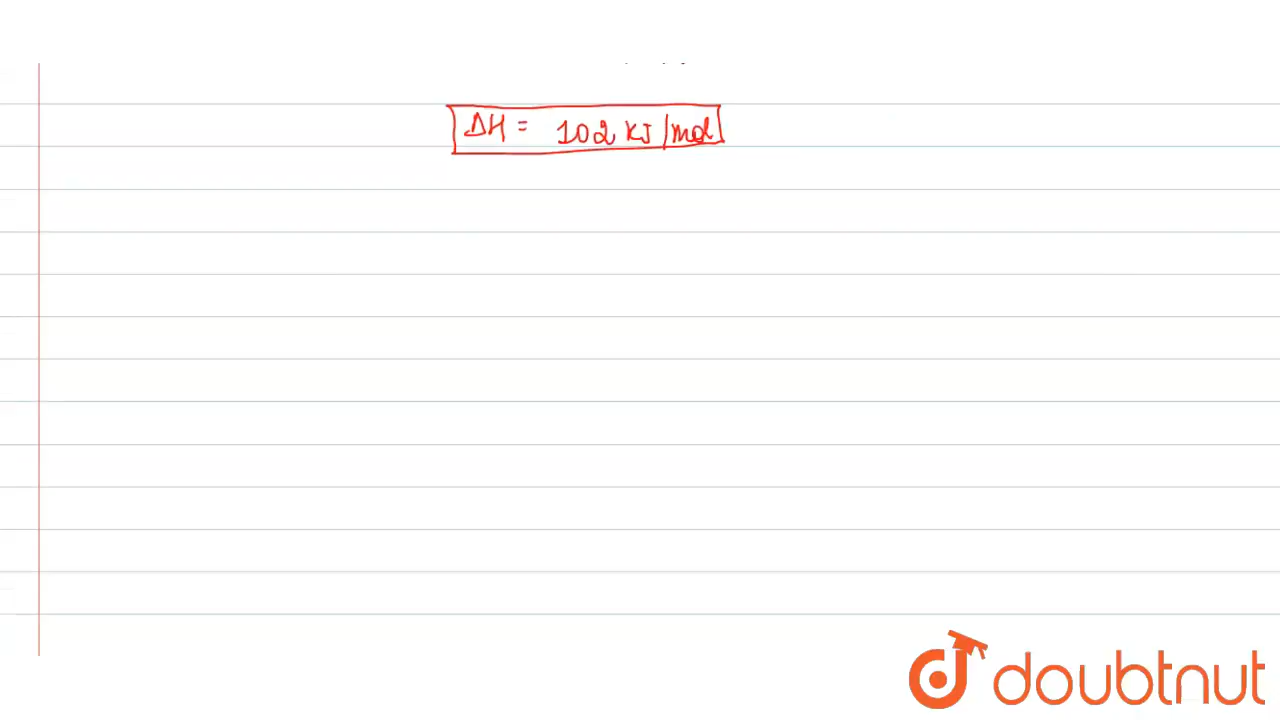 ΔH = 102 KJ/mol
doubtnut